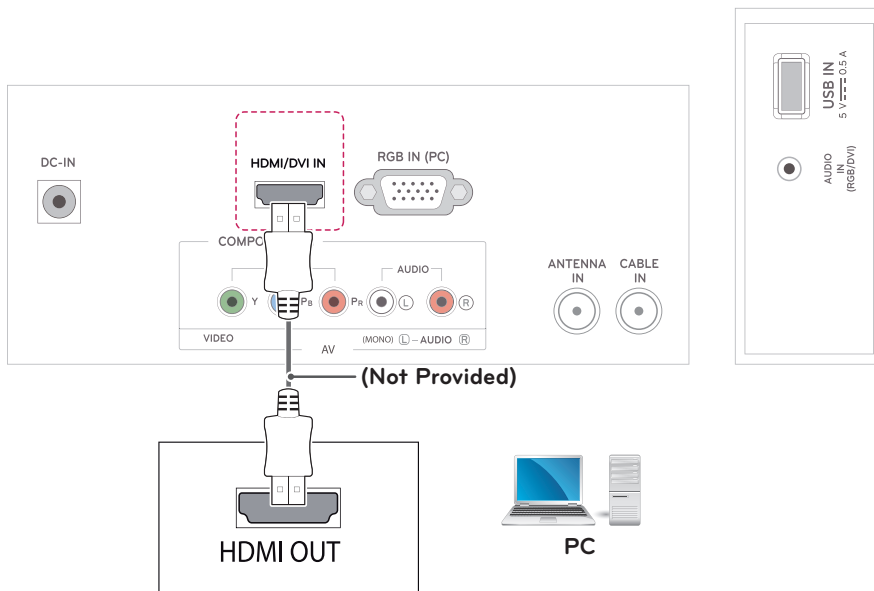 DC-IN
HDMI/DVI IN
RGB IN (PC)
COMPO
AUDIO
Y
PB
PR
L
R
VIDEO
AV
(MONO) L – AUDIO R
ANTENNA
IN
CABLE
IN
(Not Provided)
HDMI OUT
PC
USB IN
5 V 0.5 A
AUDIO
IN
(RGB/DVI)